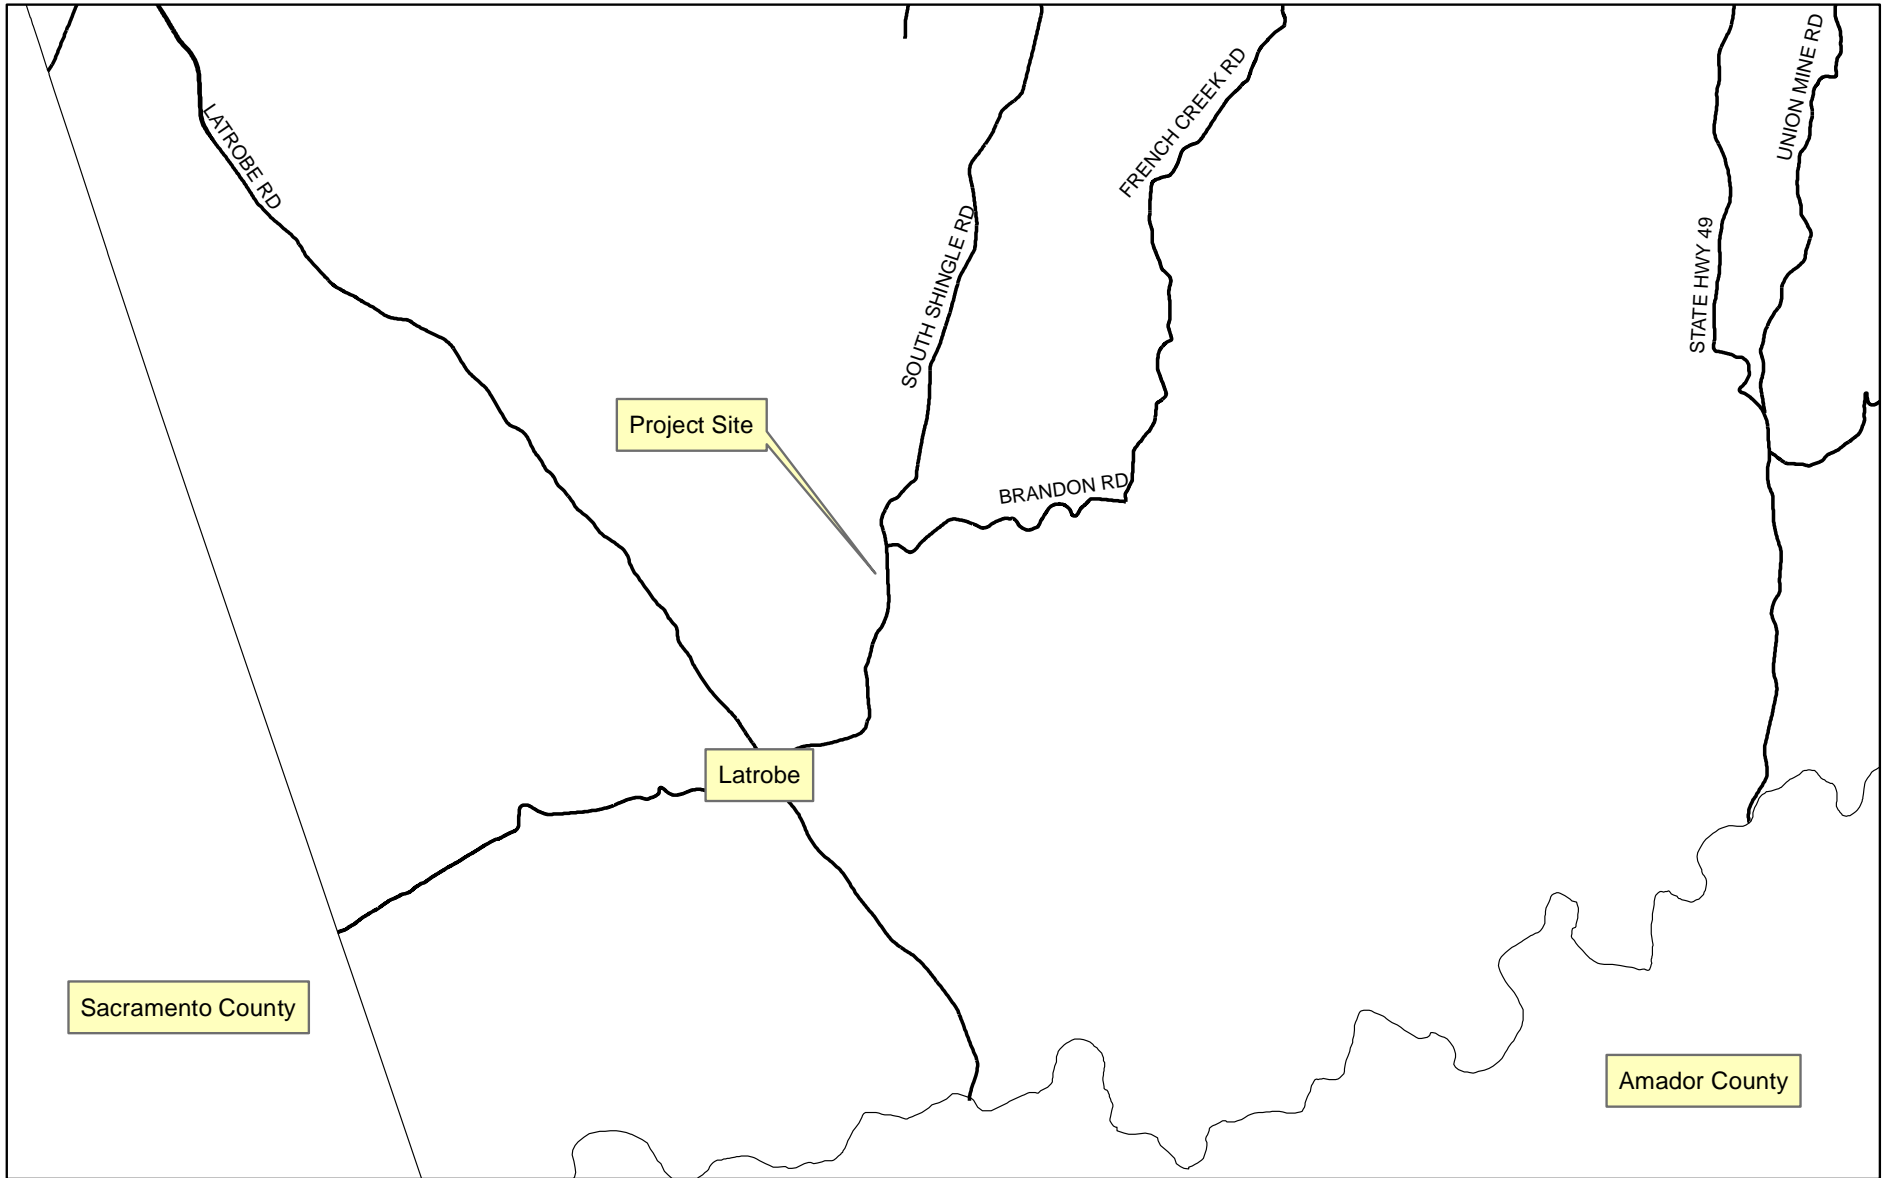 UNION MINE RD
FRENCH CREEK RD
LATROBE RD
SOUTH SHINGLE RD
STATE HWY 49
Project Site
BRANDON RD
Latrobe
Sacramento County
Amador County